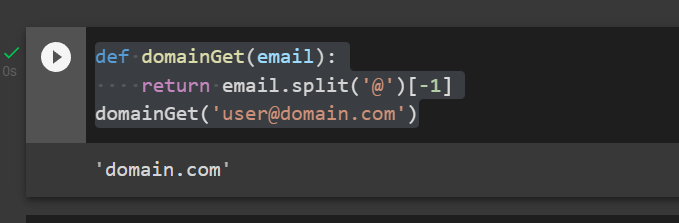 def domainGet(email):
    return email.split('@')[-1]
domainGet('user@domain.com')
0s
'domain.com'